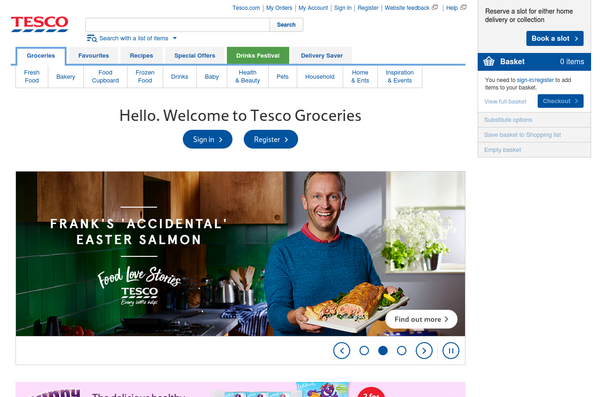 Tesco.com | My Orders | My Account | Sign in | Register | Website feedback | Help
TESCO
Search
Search with a list of items
Groceries
Favourites
Recipes
Special Offers
Drinks Festival
Delivery Saver
Fresh
Food
Bakery
Food
Cupboard
Frozen
Food
Drinks
Baby
Health
& Beauty
Pets
Household
Home
& Ents
Inspiration
& Events
Reserve a slot for either home
delivery or collection
Book a slot
Basket
0 items
You need to sign-in/register to add
items to your basket.
View full basket
Checkout
Substitute options
Save basket to Shopping list
Empty basket
Hello. Welcome to Tesco Groceries
Sign in
Register
FRANK'S 'ACCIDENTAL'
EASTER SALMON
Food Love Stories
TESCO
Every little helps
Find out more
The delicious healthy
2 for